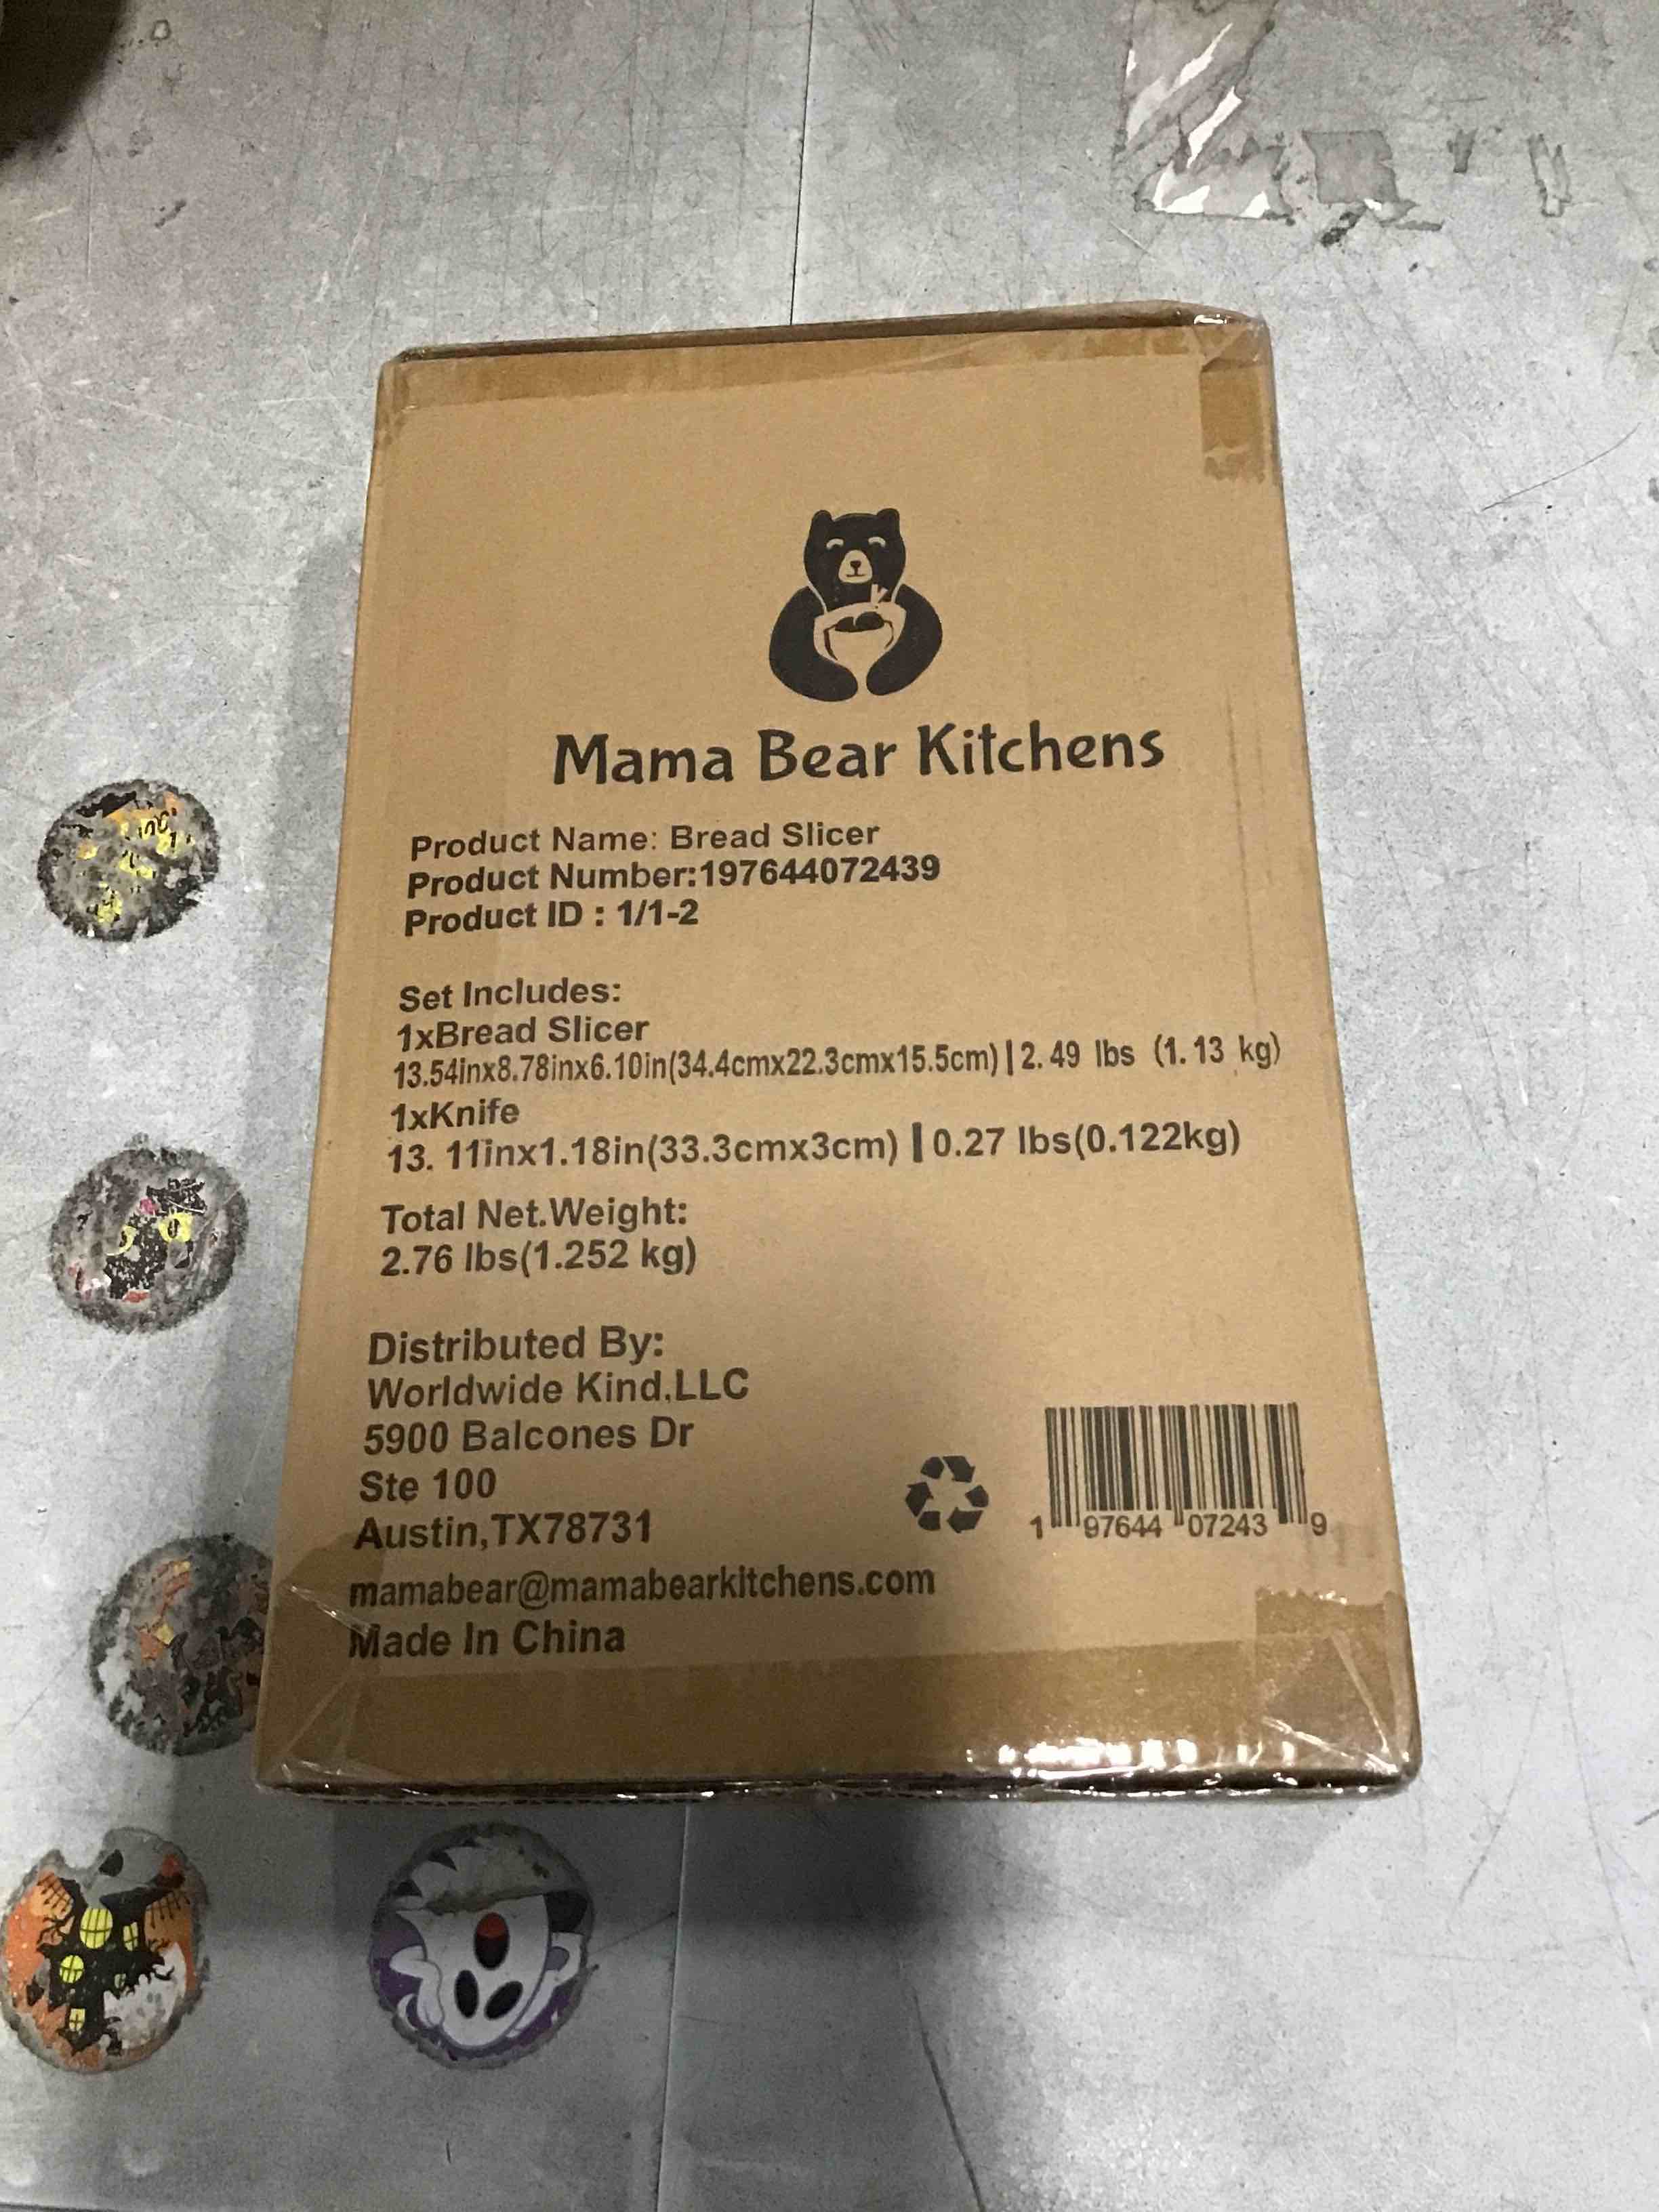 Mama Bear Kitchens
Product Name: Bread Slicer
Product Number:197644072439
Product ID : 1/1-2
Set Includes:
1xBread Slicer
13.54inx8.78inx6.10in(34.4cmx22.3cmx15.5cm)|2.49 lbs (1.13 kg)
1xKnife
13. 11inx1.18in(33.3cmx3cm) | 0.27 lbs(0.122kg)
Total Net.Weight:
2.76 lbs(1.252 kg)
Distributed By:
Worldwide Kind,LLC
5900 Balcones Dr
Ste 100
Austin,TX78731
mamabear@mamabearkitchens.com
Made In China
1 97644 07243 9